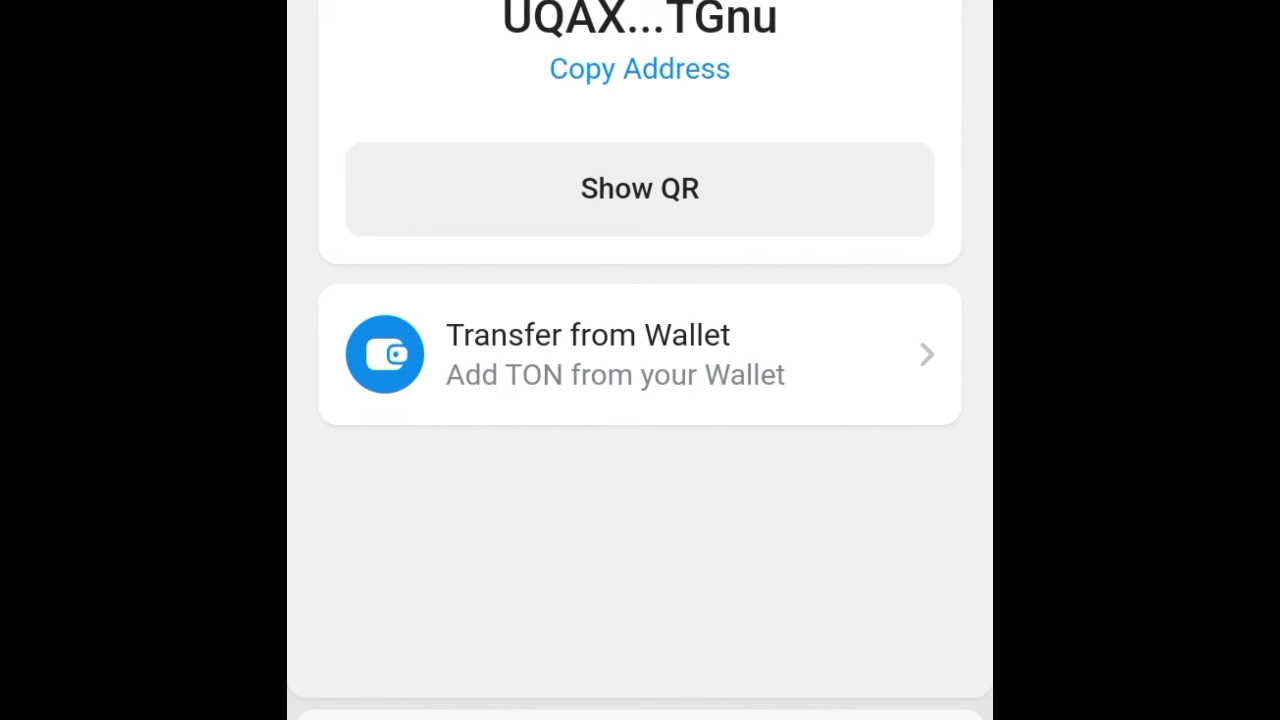 UQAX...TGnu
Copy Address
Show QR
Transfer from Wallet
Add TON from your Wallet